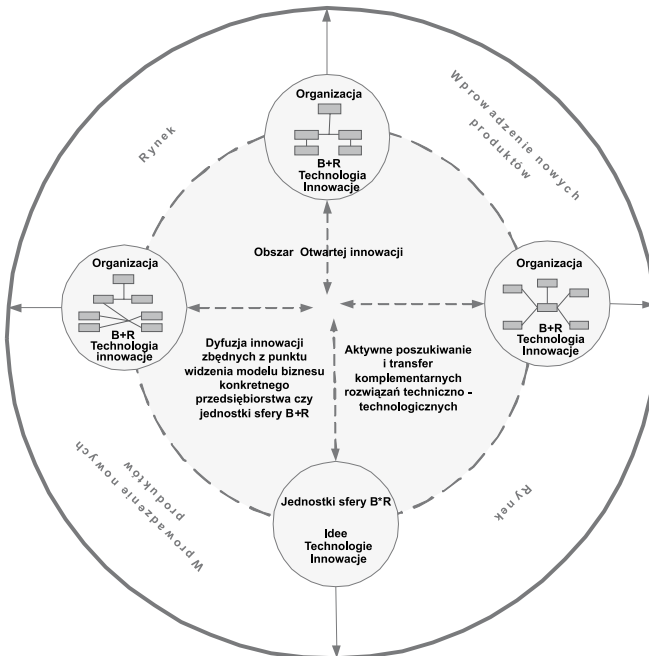 Organizacja
B+R
Technologia
Innowacje
Rynek
Wprowadzenie nowych
produktów
Obszar Otwartej innowacji
Organizacja
B+R
Technologia
innowacje
Organizacja
B+R
Technologia
Innowacje
Dyfuzja innowacji
zbędnych z punktu
widzenia modelu biznesu
konkretnego
przedsiębiorstwa czy
jednostki sfery B+R
Aktywne poszukiwanie
i transfer
komplementarnych
rozwiązań techniczno -
technologicznych
Wprowadzenie nowych
produktów
Rynek
Jednostki sfery B*R
Idee
Technologie
Innowacje